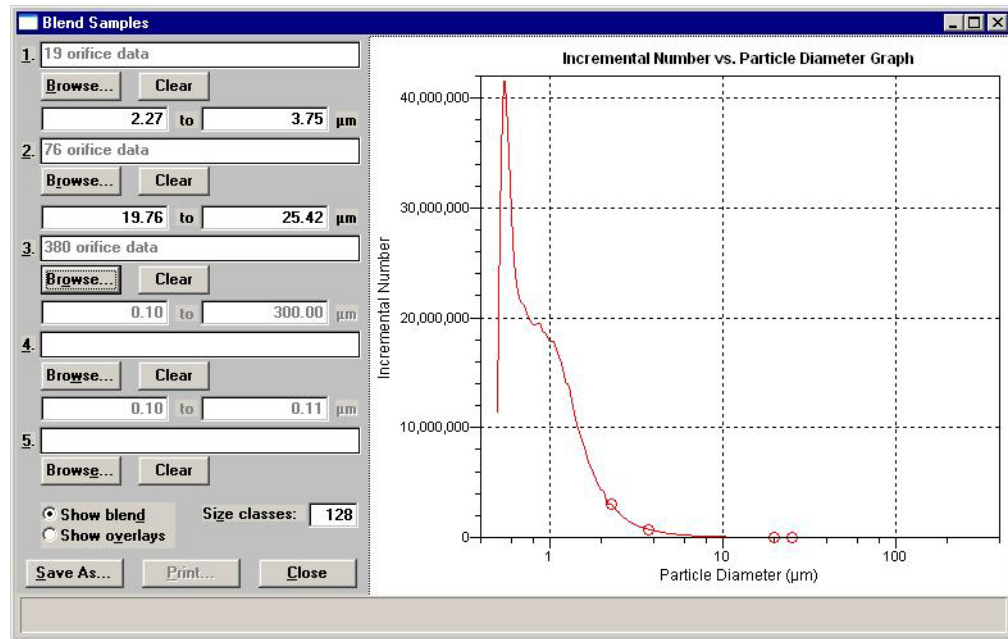 Blend Samples
1. 19 orifice data
Browse... Clear
2.27 to 3.75 µm
2. 76 orifice data
Browse... Clear
19.76 to 25.42 µm
3. 380 orifice data
Browse... Clear
0.10 to 300.00 µm
4.
Browse... Clear
0.10 to 0.11 µm
5.
Browse... Clear
Show blend
Show overlays
Size classes: 128
Save As... Print... Close
Incremental Number vs. Particle Diameter Graph
Incremental Number
40,000,000
30,000,000
20,000,000
10,000,000
0
1 10 100
Particle Diameter (µm)